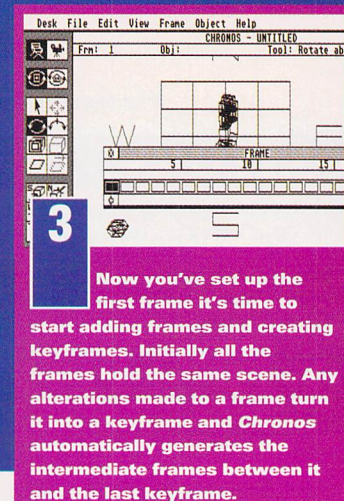 Desk File Edit View Frame Object Help
CHRONOS - UNTITLED
Frm: 1 Obj: Tool: Rotate ab
W E
FRAME
5 10 15
S
3
Now you've set up the
first frame it's time to
start adding frames and creating
keyframes. Initially all the
frames hold the same scene. Any
alterations made to a frame turn
it into a keyframe and Chronos
automatically generates the
intermediate frames between it
and the last keyframe.